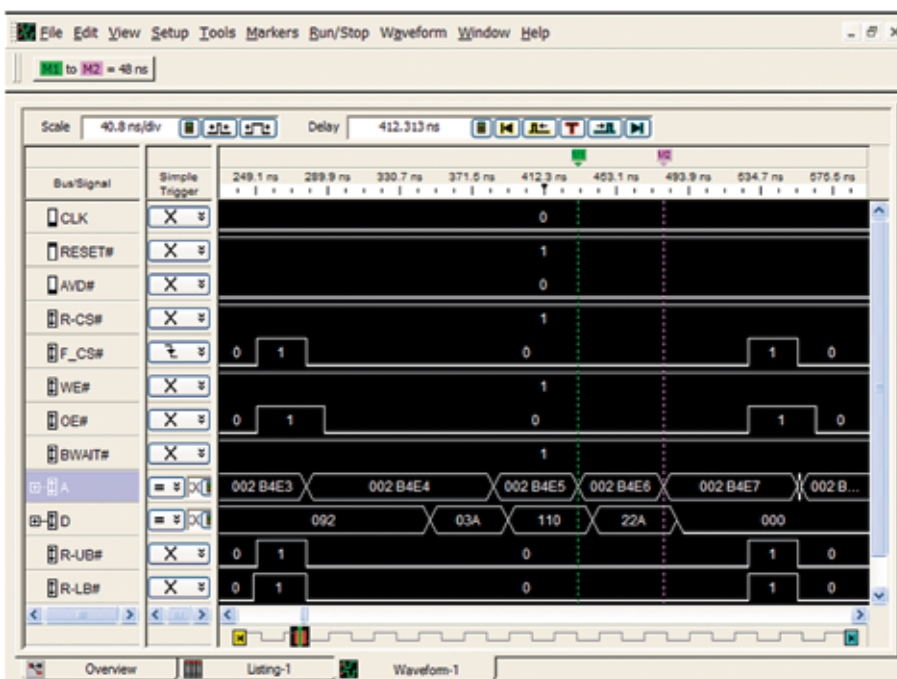 File Edit View Setup Tools Markers Run/Stop Waveform Window Help
M1 to M2 = 48 ns
Scale 40.8 ns/div Delay 412.313 ns T
M1 M2
Bus/Signal Simple Trigger 249.1 ns 289.9 ns 330.7 ns 371.5 ns 412.3 ns 453.1 ns 493.9 ns 534.7 ns 575.5 ns
CLK X 0
RESET# X 1
AVD# X 0
R-CS# X 1
F_CS# 0 1 0 1 0
WE# X 1
OE# X 0 1 0 1 0
BWAIT# X 1
A = 002 B4E3 002 B4E4 002 B4E5 002 B4E6 002 B4E7 002 B...
D = 092 03A 110 22A 000
R-UB# X 0 1 0 1 0
R-LB# X 0 1 0 1 0
Overview Listing-1 Waveform-1